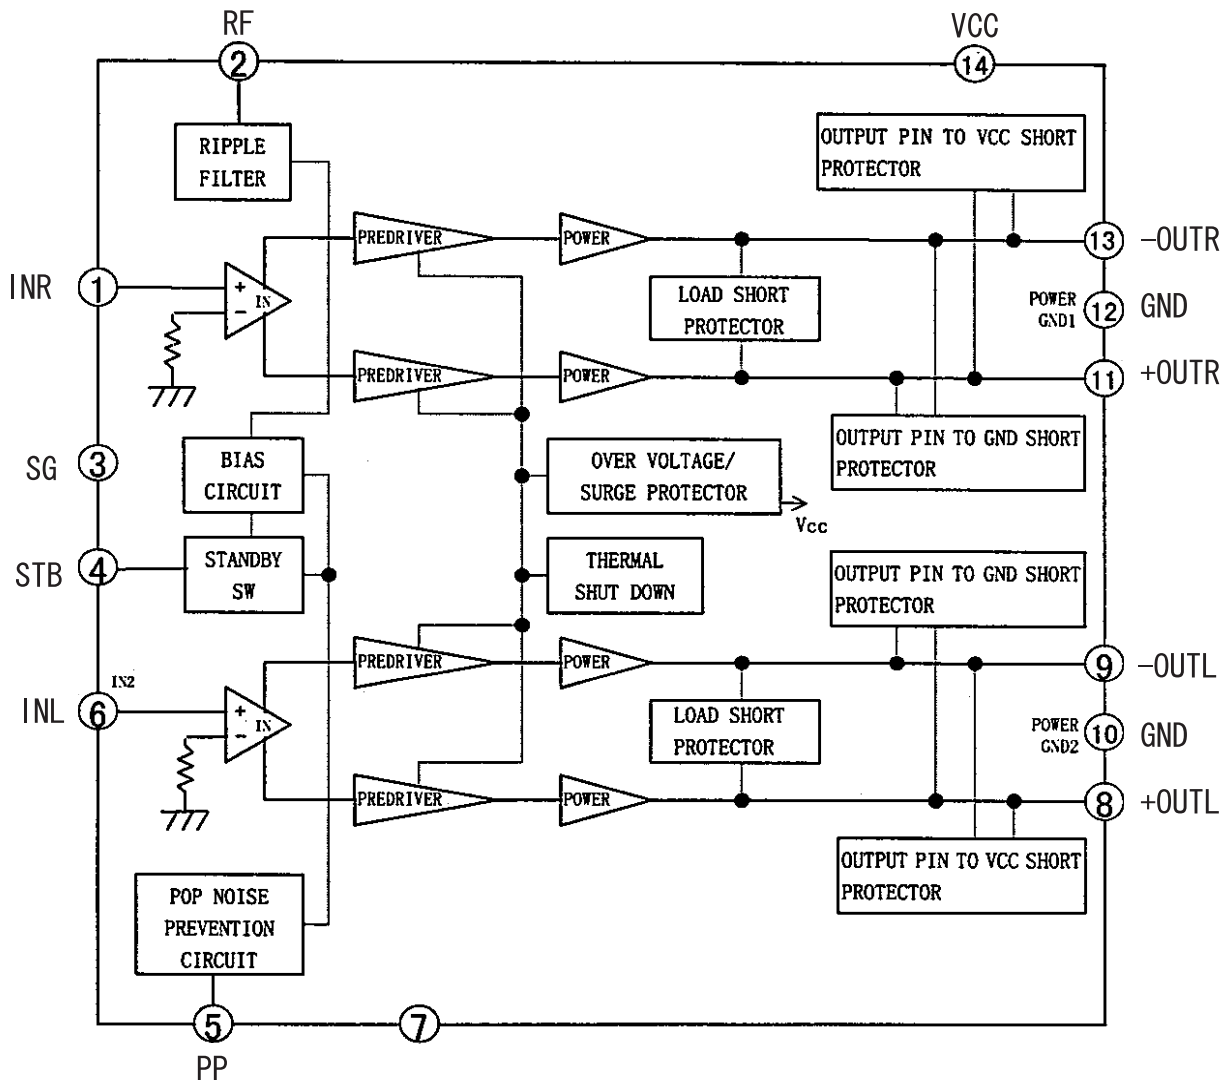 RF
VCC
2
14
RIPPLE
FILTER
OUTPUT PIN TO VCC SHORT
PROTECTOR
PREDRIVER
POWER
13
-OUTR
INR
1
+
IN
-
LOAD SHORT
PROTECTOR
POWER
GND1
12
GND
PREDRIVER
POWER
11
+OUTR
SG
3
BIAS
CIRCUIT
OVER VOLTAGE/
SURGE PROTECTOR
Vcc
OUTPUT PIN TO GND SHORT
PROTECTOR
STB
4
STANDBY
SW
THERMAL
SHUT DOWN
OUTPUT PIN TO GND SHORT
PROTECTOR
PREDRIVER
POWER
9
-OUTL
IN2
INL
6
+
IN
-
LOAD SHORT
PROTECTOR
POWER
GND2
10
GND
PREDRIVER
POWER
8
+OUTL
OUTPUT PIN TO VCC SHORT
PROTECTOR
POP NOISE
PREVENTION
CIRCUIT
5
7
PP